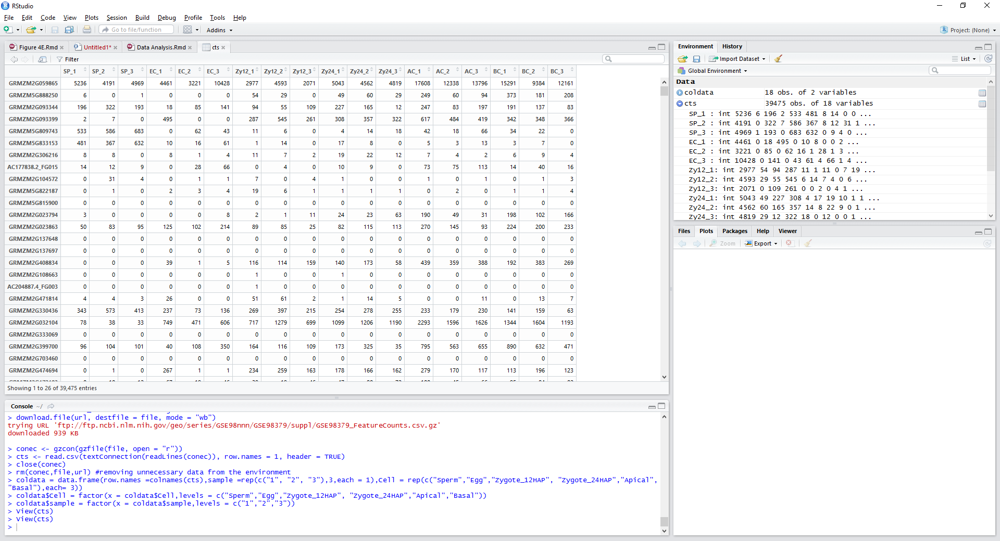 RStudio
File Edit Code View Plots Session Build Debug Profile Tools Help
Go to file/function Addins Project: (None)
Figure 4E.Rmd Untitled1* Data Analysis.Rmd cts
Filter
SP_1 SP_2 SP_3 EC_1 EC_2 EC_3 Zy12_1 Zy12_2 Zy12_3 Zy24_1 Zy24_2 Zy24_3 AC_1 AC_2 AC_3 BC_1 BC_2 BC_3
GRMZM2G059865 5236 4191 4969 4461 3221 10428 2977 4593 2071 5043 4562 4819 17608 12338 13796 15291 9384 12161
GRMZM5G888250 6 0 1 0 0 0 54 29 0 49 60 29 249 60 94 373 181 208
GRMZM2G093344 196 322 193 18 85 141 94 55 109 227 165 12 247 83 197 191 137 83
GRMZM2G093399 2 7 0 495 0 0 287 545 261 308 357 322 617 484 419 342 348 366
GRMZM5G809743 533 586 683 0 62 43 11 6 0 4 14 18 42 18 66 34 22 0
GRMZM5G833153 481 367 632 10 16 61 1 14 0 17 8 0 5 3 13 3 7 0
GRMZM2G306216 8 8 0 8 1 4 11 7 2 19 22 12 7 4 2 6 9 4
AC177838.2_FG015 14 12 9 0 28 66 0 4 0 10 9 0 73 75 113 14 40 16
GRMZM2G104572 0 31 4 0 1 1 7 0 4 1 0 0 1 0 1 0 1 3
GRMZM5G822187 0 1 0 2 3 4 19 6 1 1 1 1 0 2 0 1 1 4
GRMZM5G815900 0 0 0 0 0 0 0 0 0 0 0 0 0 0 0 0 0 0
GRMZM2G023794 3 0 0 0 0 8 2 1 11 24 23 63 190 49 31 198 102 166
GRMZM2G023863 50 83 95 125 102 214 89 85 25 82 115 113 270 145 93 224 200 233
GRMZM2G137648 0 0 0 0 0 0 0 0 0 0 0 0 0 0 0 0 0 0
GRMZM2G137697 0 0 0 0 0 0 0 0 0 0 0 0 0 0 0 0 0 0
GRMZM2G408834 0 0 0 39 1 5 116 114 159 140 173 58 439 359 388 192 383 269
GRMZM2G108663 0 0 0 0 0 0 1 0 0 1 0 0 0 0 0 0 0 0
AC204887.4_FG003 0 0 0 0 0 0 1 0 0 0 0 0 0 0 0 0 0 0
GRMZM2G471814 4 4 3 26 0 0 51 61 2 1 14 5 0 0 11 0 13 7
GRMZM2G330436 343 573 413 237 73 136 269 397 215 254 278 255 233 179 230 141 159 63
GRMZM2G032104 78 38 33 749 471 606 717 1279 699 1099 1206 1190 2293 1596 1626 1344 1604 1193
GRMZM2G333069 0 0 0 0 0 0 0 0 0 0 0 0 0 0 0 0 0 0
GRMZM2G399700 96 104 101 40 108 350 164 116 109 173 325 35 795 563 655 890 632 471
GRMZM2G703460 0 0 0 0 0 0 0 0 0 0 0 0 0 0 0 0 0 0
GRMZM2G474694 0 1 0 267 1 1 234 259 163 178 166 162 279 170 117 113 196 123
Showing 1 to 26 of 39,475 entries
Console ~/
> download.file(url, destfile = file, mode = "wb")
trying URL 'ftp://ftp.ncbi.nlm.nih.gov/geo/series/GSE98nnn/GSE98379/suppl/GSE98379_FeatureCounts.csv.gz'
downloaded 939 KB
> conec <- gzcon(gzfile(file, open = "r"))
> cts <- read.csv(textConnection(readLines(conec)), row.names = 1, header = TRUE)
> close(conec)
> rm(conec,file,url) #removing unnecessary data from the environment
> coldata = data.frame(row.names =colnames(cts),sample =rep(c("1", "2", "3"),3,each = 1),Cell = rep(c("Sperm","Egg","Zygote_12HAP", "Zygote_24HAP","Apical",
"Basal"),each= 3))
> coldata$Cell = factor(x = coldata$Cell,levels = c("Sperm","Egg","Zygote_12HAP", "Zygote_24HAP","Apical","Basal"))
> coldata$sample = factor(x = coldata$sample,levels = c("1","2","3"))
> View(cts)
> View(cts)
>
Environment History
Import Dataset List
Global Environment
Data
coldata 18 obs. of 2 variables
cts 39475 obs. of 18 variables
SP_1 : int 5236 6 196 2 533 481 8 14 0 0 ...
SP_2 : int 4191 0 322 7 586 367 8 12 31 1 ...
SP_3 : int 4969 1 193 0 683 632 0 9 4 0 ...
EC_1 : int 4461 0 18 495 0 10 8 0 0 2 ...
EC_2 : int 3221 0 85 0 62 16 1 28 1 3 ...
EC_3 : int 10428 0 141 0 43 61 4 66 1 4 ...
Zy12_1: int 2977 54 94 287 11 1 11 0 7 19 ...
Zy12_2: int 4593 29 55 545 6 14 7 4 0 6 ...
Zy12_3: int 2071 0 109 261 0 0 2 0 4 1 ...
Zy24_1: int 5043 49 227 308 4 17 19 10 1 1 ...
Zy24_2: int 4562 60 165 357 14 8 22 9 0 1 ...
Zy24_3: int 4819 29 12 322 18 0 12 0 0 1 ...
Files Plots Packages Help Viewer
Zoom Export